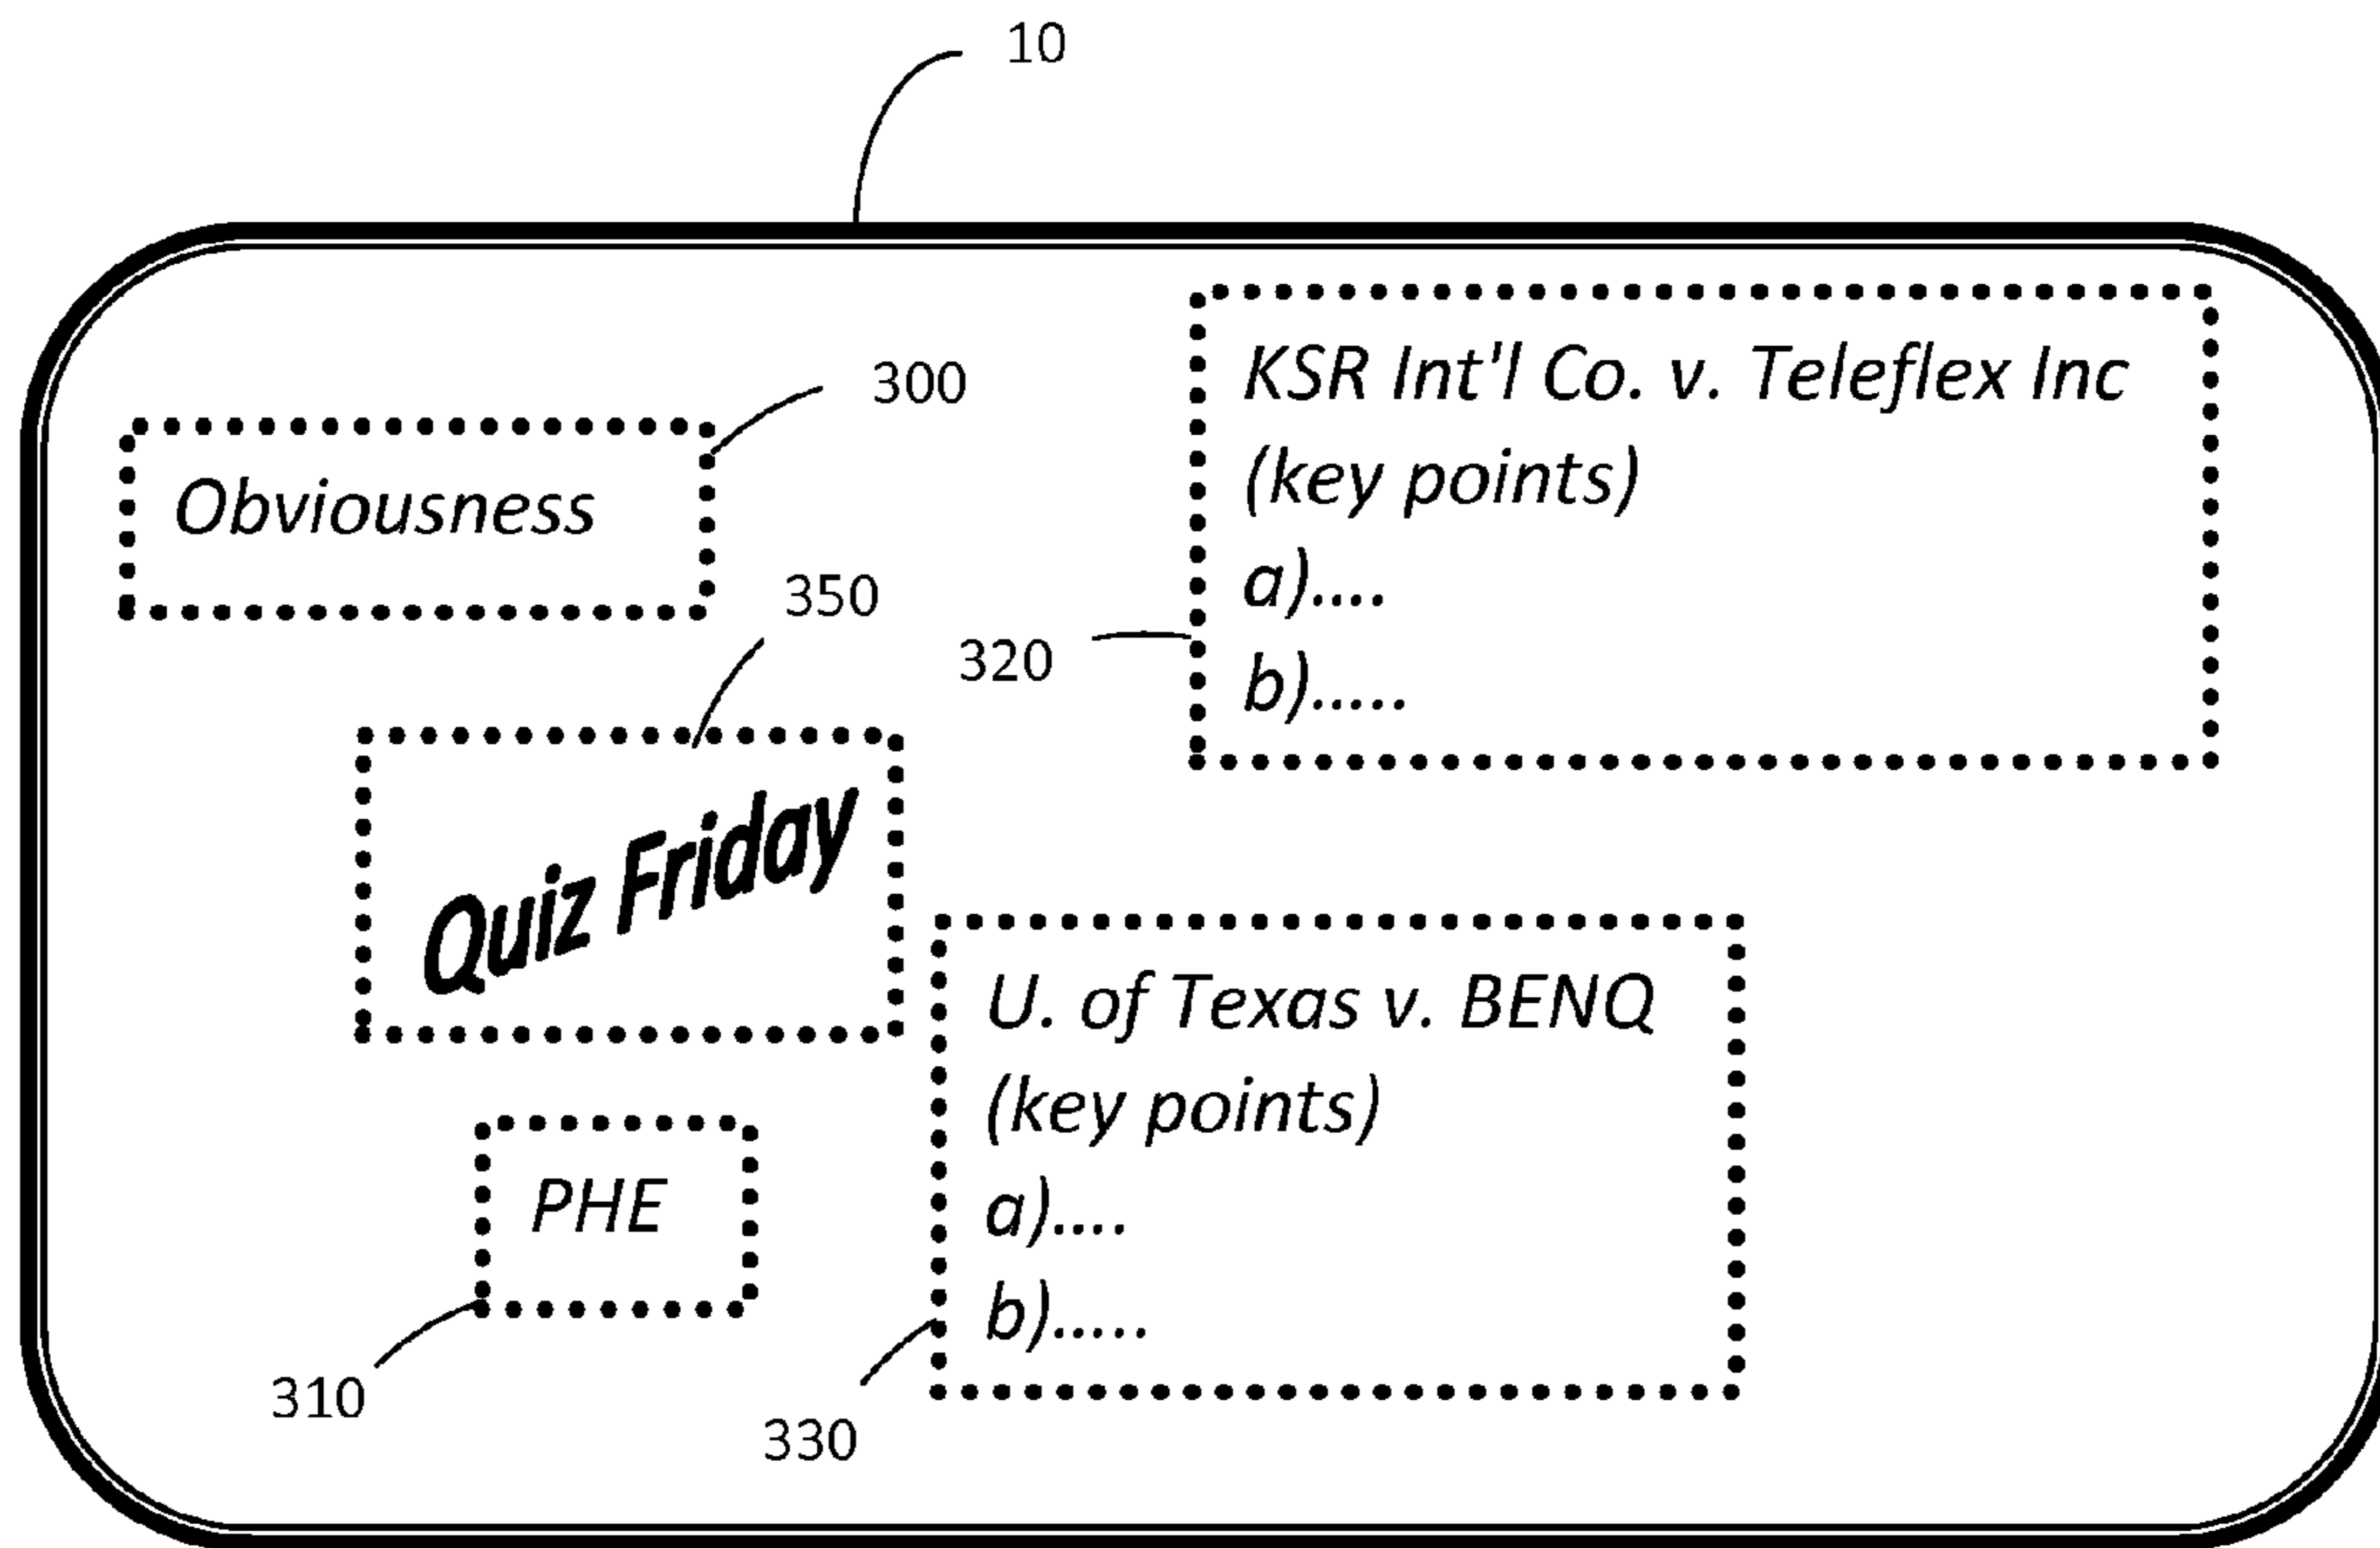 10
300
Obviousness
KSR Int'l Co. v. Teleflex Inc
(key points)
a)....
b).....
320
350
Quiz Friday
U. of Texas v. BENQ
(key points)
a)....
b).....
330
PHE
310